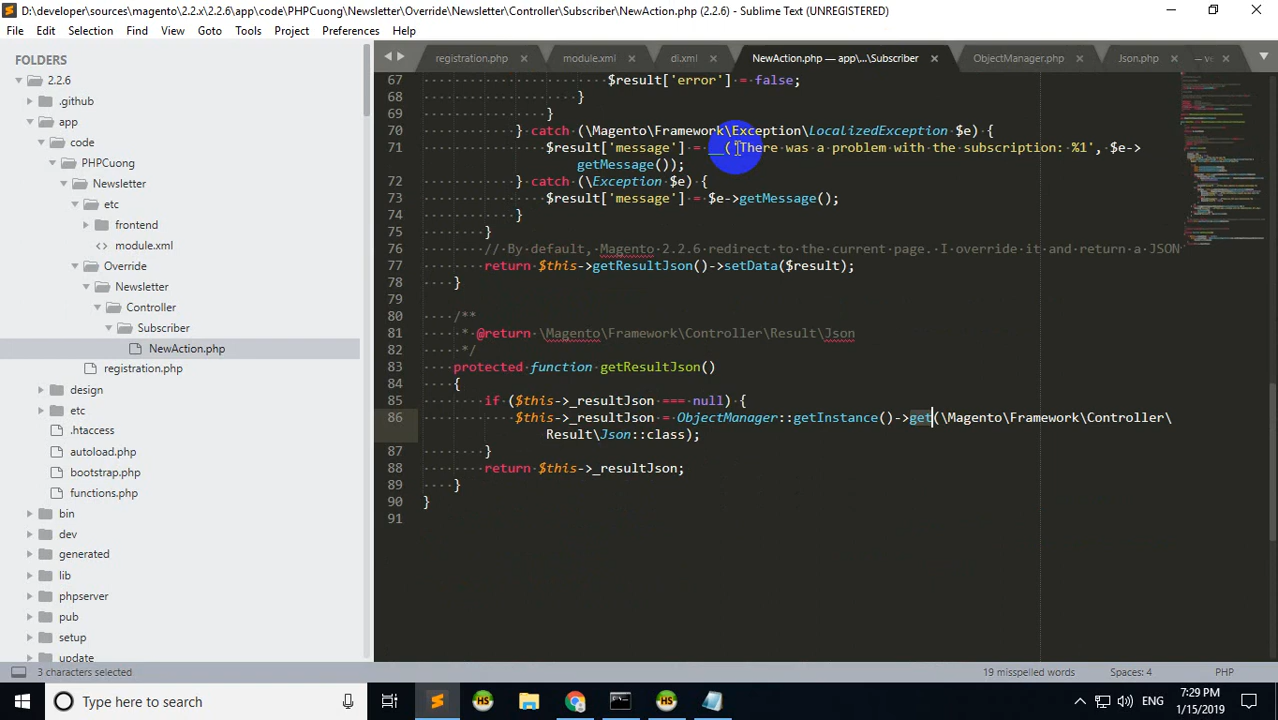 D:\developer\sources\magento\2.2.x\2.2.6\app\code\PHPCuong\Newsletter\Override\Newsletter\Controller\Subscriber\NewAction.php (2.2.6) - Sublime Text (UNREGISTERED)
File Edit Selection Find View Goto Tools Project Preferences Help
FOLDERS
2.2.6
.github
app
code
PHPCuong
Newsletter
etc
frontend
module.xml
Override
Newsletter
Controller
Subscriber
NewAction.php
registration.php
design
etc
.htaccess
autoload.php
bootstrap.php
functions.php
bin
dev
generated
lib
phpserver
pub
setup
update
registration.php module.xml di.xml NewAction.php — app\...\Subscriber ObjectManager.php Json.php — ve
67 $result['error'] = false;
68 }
69 }
70 } catch (\Magento\Framework\Exception\LocalizedException $e) {
71 $result['message'] = __('There was a problem with the subscription: %1', $e->
getMessage());
72 } catch (\Exception $e) {
73 $result['message'] = $e->getMessage();
74 }
75 }
76 //By default, Magento 2.2.6 redirect to the current page. I override it and return a JSON
77 return $this->getResultJson()->setData($result);
78 }
79
80 /**
81 * @return \Magento\Framework\Controller\Result\Json
82 */
83 protected function getResultJson()
84 {
85 if ($this->_resultJson === null) {
86 $this->_resultJson = ObjectManager::getInstance()->get(\Magento\Framework\Controller\
Result\Json::class);
87 }
88 return $this->_resultJson;
89 }
90 }
91
3 characters selected 19 misspelled words Spaces: 4 PHP
Type here to search ENG 7:29 PM
1/15/2019